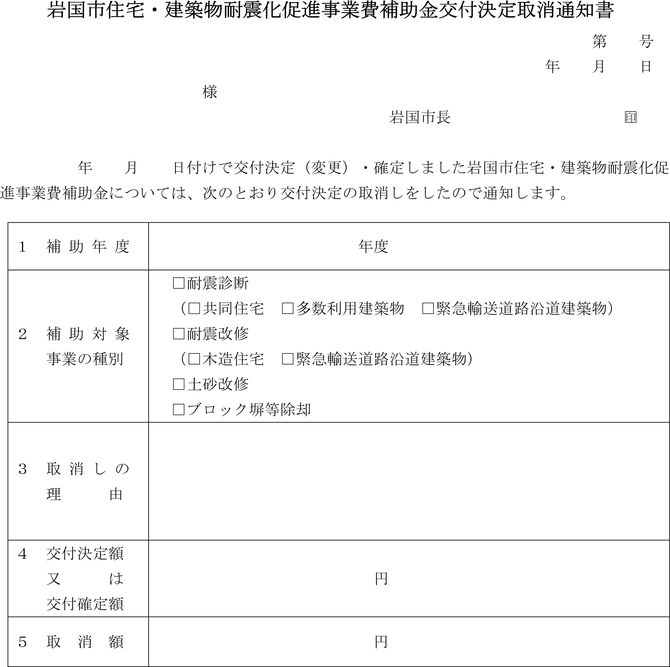 岩国市住宅・建築物耐震化促進事業費補助金交付決定取消通知書
第　　号
年　　月　　日
様
岩国市長　　　　　　　　　　　印
年　　月　　日付けで交付決定（変更）・確定しました岩国市住宅・建築物耐震化促
進事業費補助金については、次のとおり交付決定の取消しをしたので通知します。
１　補助年度　　年度
２　補助対象
事業の種別
□耐震診断
（□共同住宅　□多数利用建築物　□緊急輸送道路沿道建築物）
□耐震改修
（□木造住宅　□緊急輸送道路沿道建築物）
□土砂改修
□ブロック塀等除却
３　取消しの
理　　　由
４　交付決定額
又　　　は
交付確定額
円
５　取　消　額　　円